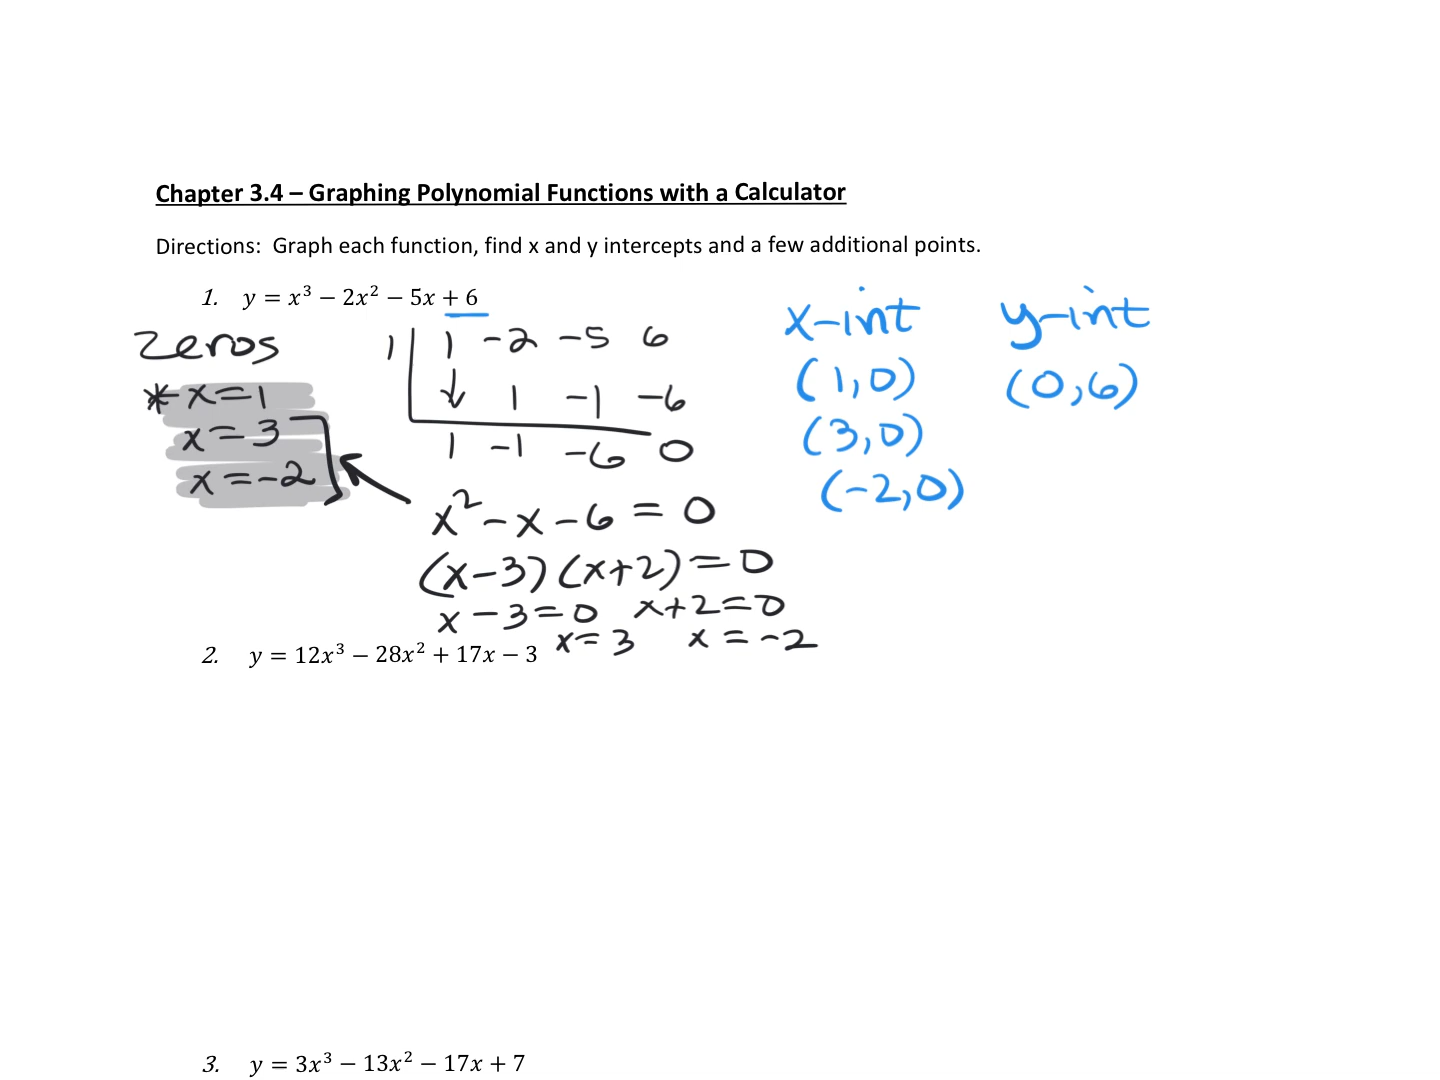 Chapter 3.4 – Graphing Polynomial Functions with a Calculator
Directions: Graph each function, find x and y intercepts and a few additional points.
1. y = x³ − 2x² − 5x + 6
zeros
* x=1
x=3
x=-2
1 | 1 -2 -5 6
↓ 1 -1 -6
1 -1 -6 0
x²-x-6=0
(x-3)(x+2)=0
x-3=0 x+2=0
x=3 x=-2
x-int
(1,0)
(3,0)
(-2,0)
y-int
(0,6)
2. y = 12x³ − 28x² + 17x − 3
3. y = 3x³ − 13x² − 17x + 7